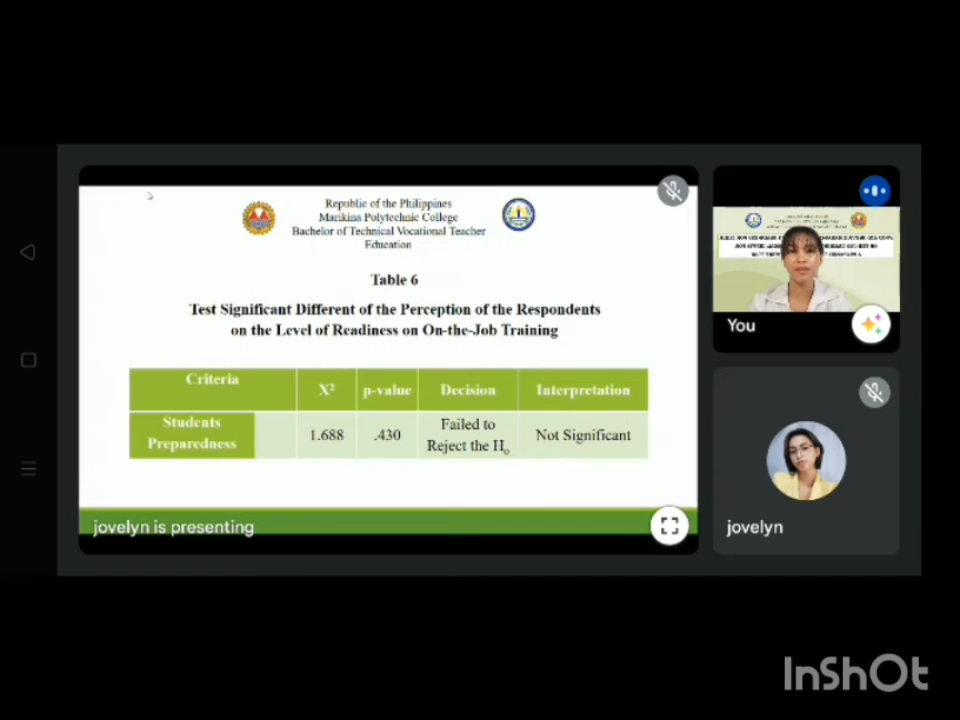 Republic of the Philippines
Marikina Polytechnic College
Bachelor of Technical Vocational Teacher
Education
Table 6
Test Significant Different of the Perception of the Respondents
on the Level of Readiness on On-the-Job Training
Criteria X² p-value Decision Interpretation
Students
Preparedness 1.688 .430 Failed to
Reject the H₀ Not Significant
jovelyn is presenting
You
jovelyn
InShOt